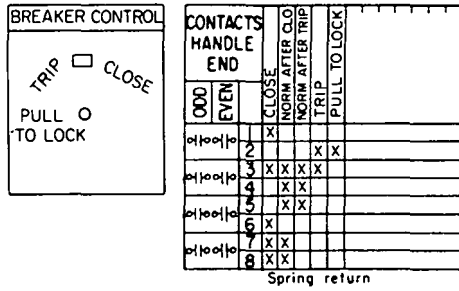 BREAKER CONTROL
TRIP CLOSE
PULL
TO LOCK
CONTACTS
HANDLE
END
ODD
EVEN
CLOSE
NORM AFTER CLO
NORM AFTER TRIP
TRIP
PULL TO LOCK
1 X
2 X X
3 X X X X
4 X X
5 X X
6 X
7 X X
8 X X
Spring return